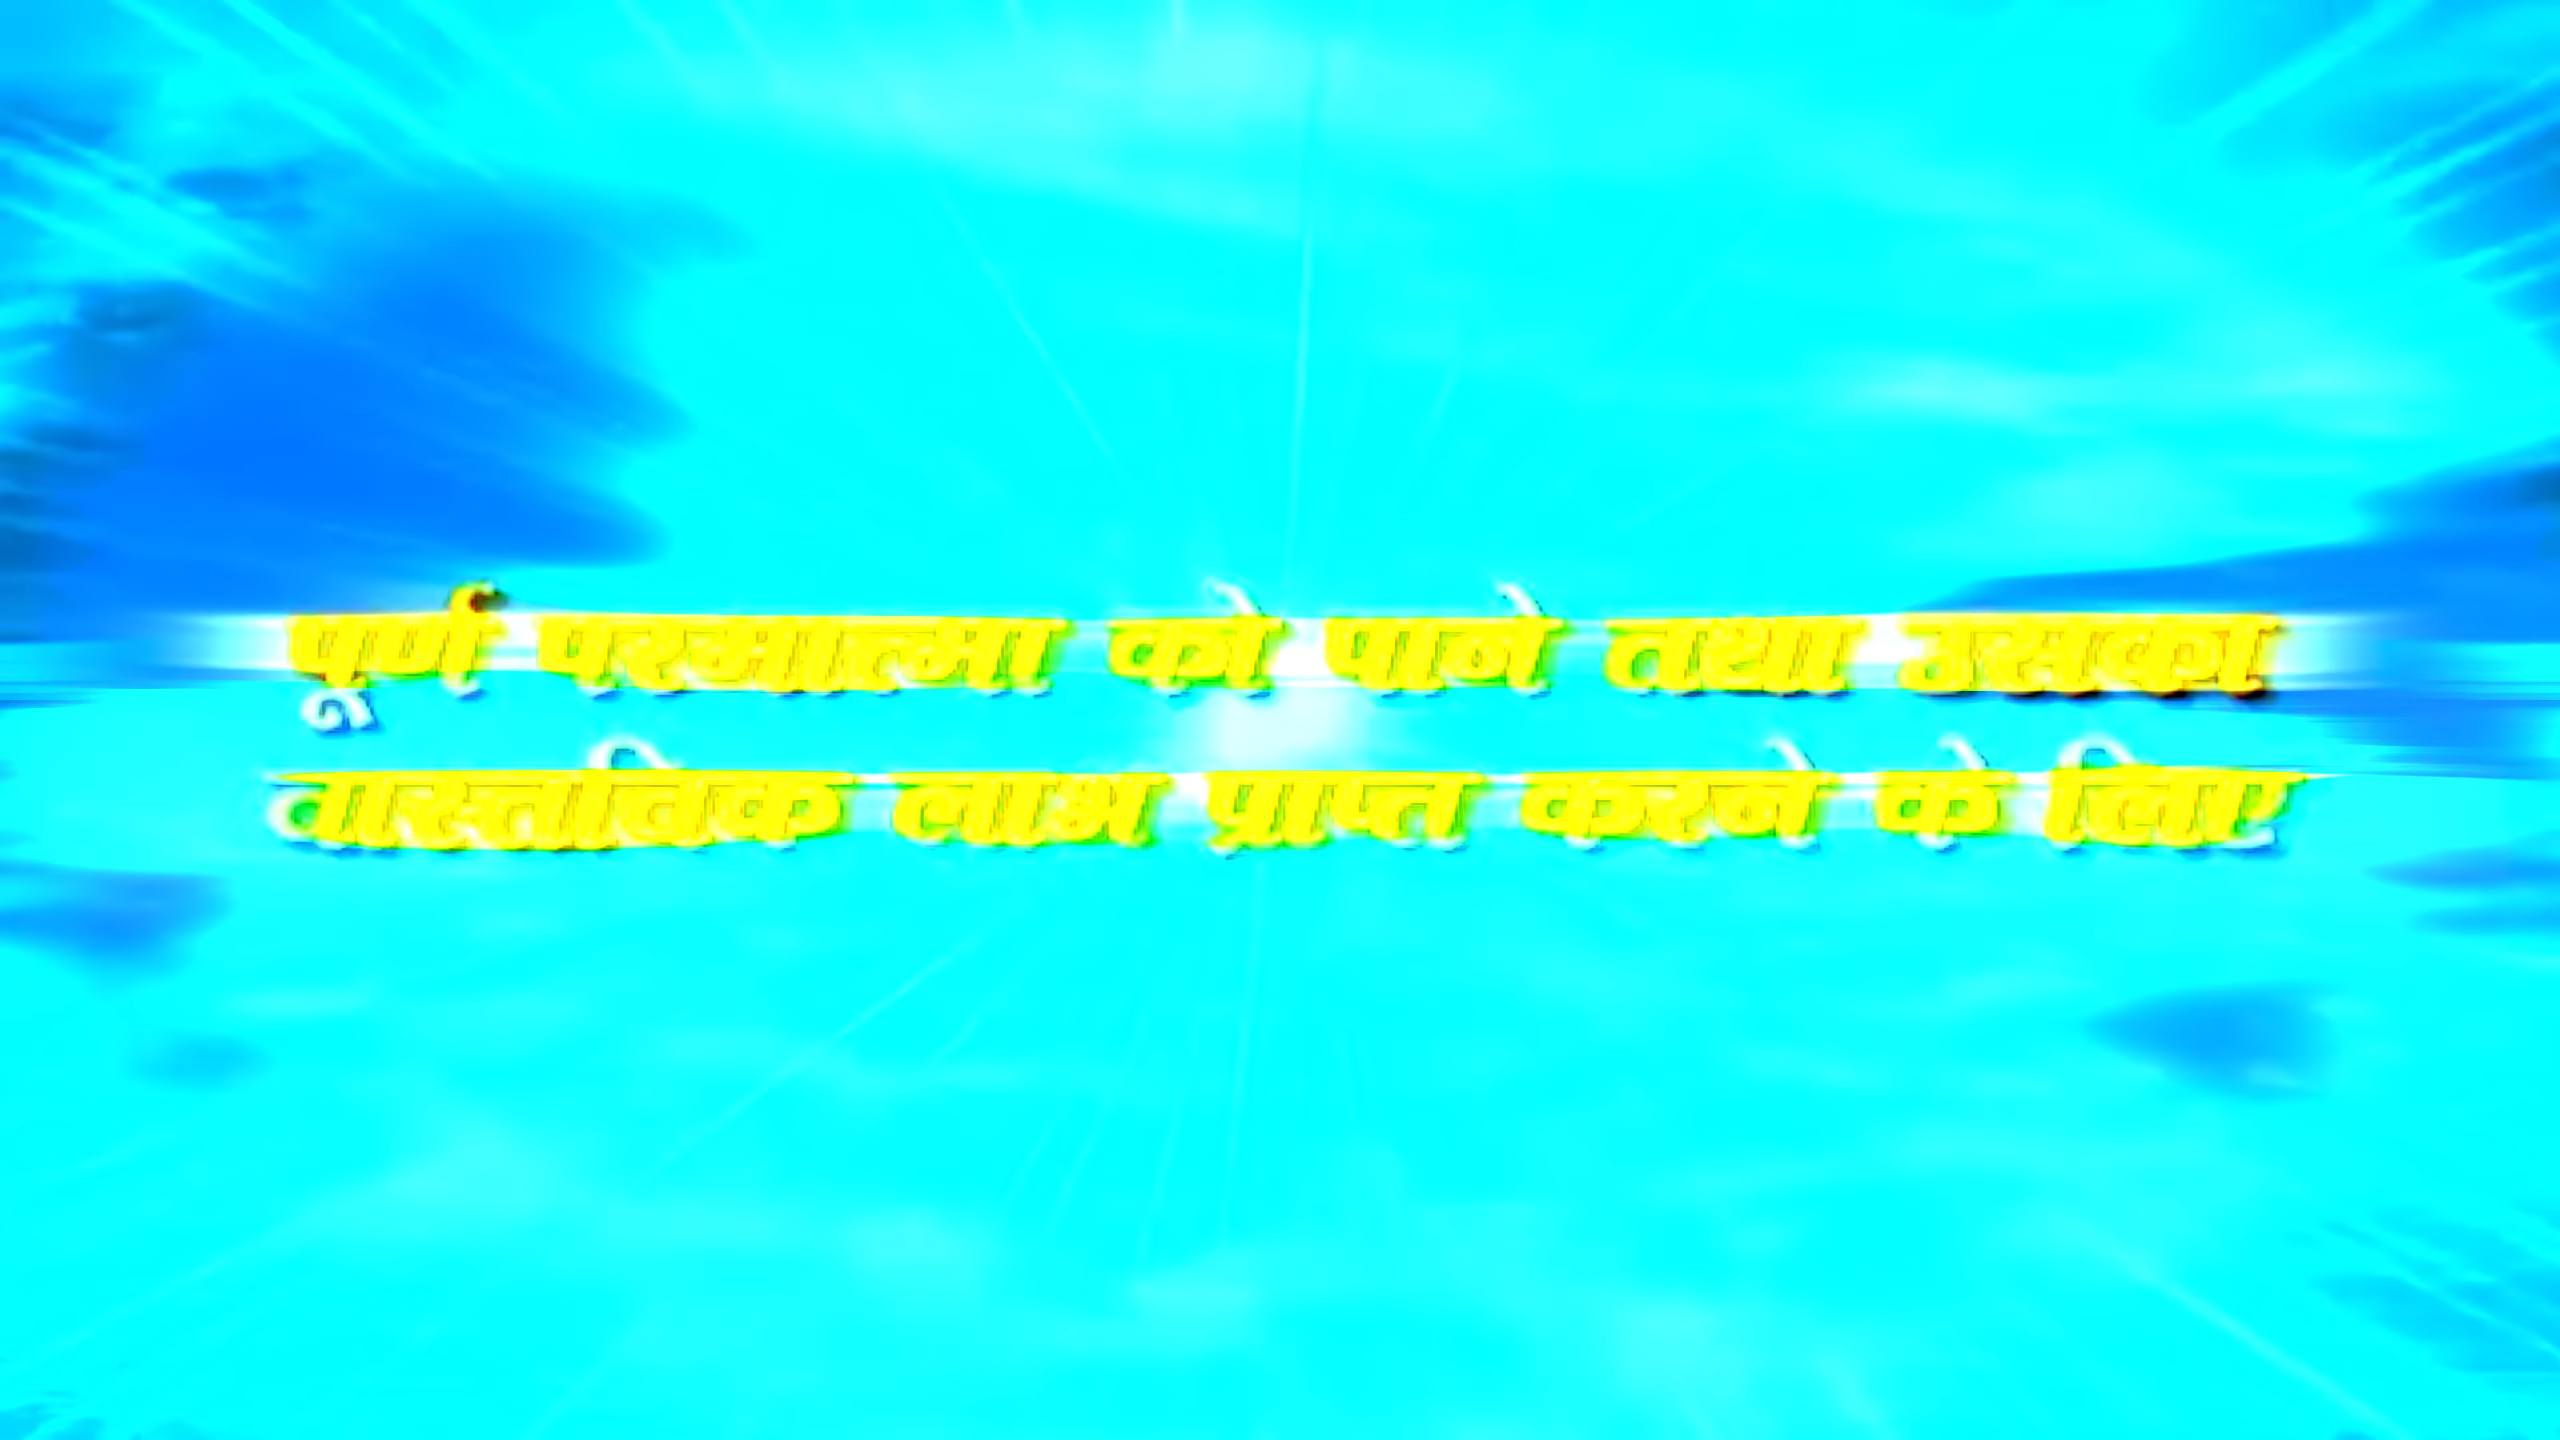 पूर्ण परमात्मा को पाने तथा उसका
वास्तविक लाभ प्राप्त करने के लिए